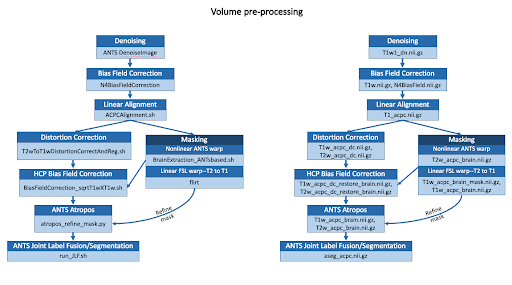 Volume pre-processing
Denoising
ANTS DenoiseImage
Bias Field Correction
N4BiasFieldCorrection
Linear Alignment
ACPCAlignment.sh
Distortion Correction
T2wToT1wDistortionCorrectAndReg.sh
Masking
Nonlinear ANTS warp
BrainExtraction_ANTsbased.sh
Linear FSL warp--T2 to T1
flirt
HCP Bias Field Correction
BiasFieldCorrection_sqrtT1wXT1w.sh
Refine
mask
ANTS Atropos
atropos_refine_mask.py
ANTS Joint Label Fusion/Segmentation
run_JLF.sh
Denoising
T1w1_dn.nii.gz
Bias Field Correction
T1w.nii.gz, N4BiasField.nii.gz
Linear Alignment
T1_acpc.nii.gz
Distortion Correction
T1w_acpc_dc.nii.gz,
T2w_acpc_dc.nii.gz
Masking
Nonlinear ANTS warp
T2w_acpc_brain.nii.gz
Linear FSL warp--T2 to T1
T1w_acpc_brain_mask.nii.gz,
T1w_acpc_brain.nii.gz
HCP Bias Field Correction
T1w_acpc_dc_restore_brain.nii.gz,
T2w_acpc_dc_restore_brain.nii.gz
Refine
mask
ANTS Atropos
T1w_acpc_brain.nii.gz,
T2w_acpc_brain.nii.gz
ANTS Joint Label Fusion/Segmentation
aseg_acpc.nii.gz